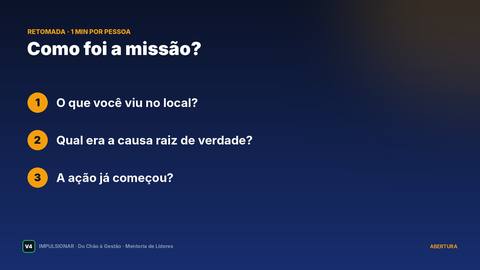 RETOMADA · 1 MIN POR PESSOA
Como foi a missão?
1 O que você viu no local?
2 Qual era a causa raiz de verdade?
3 A ação já começou?
V4 IMPULSIONAR · Do Chão à Gestão · Mentoria de Líderes
ABERTURA